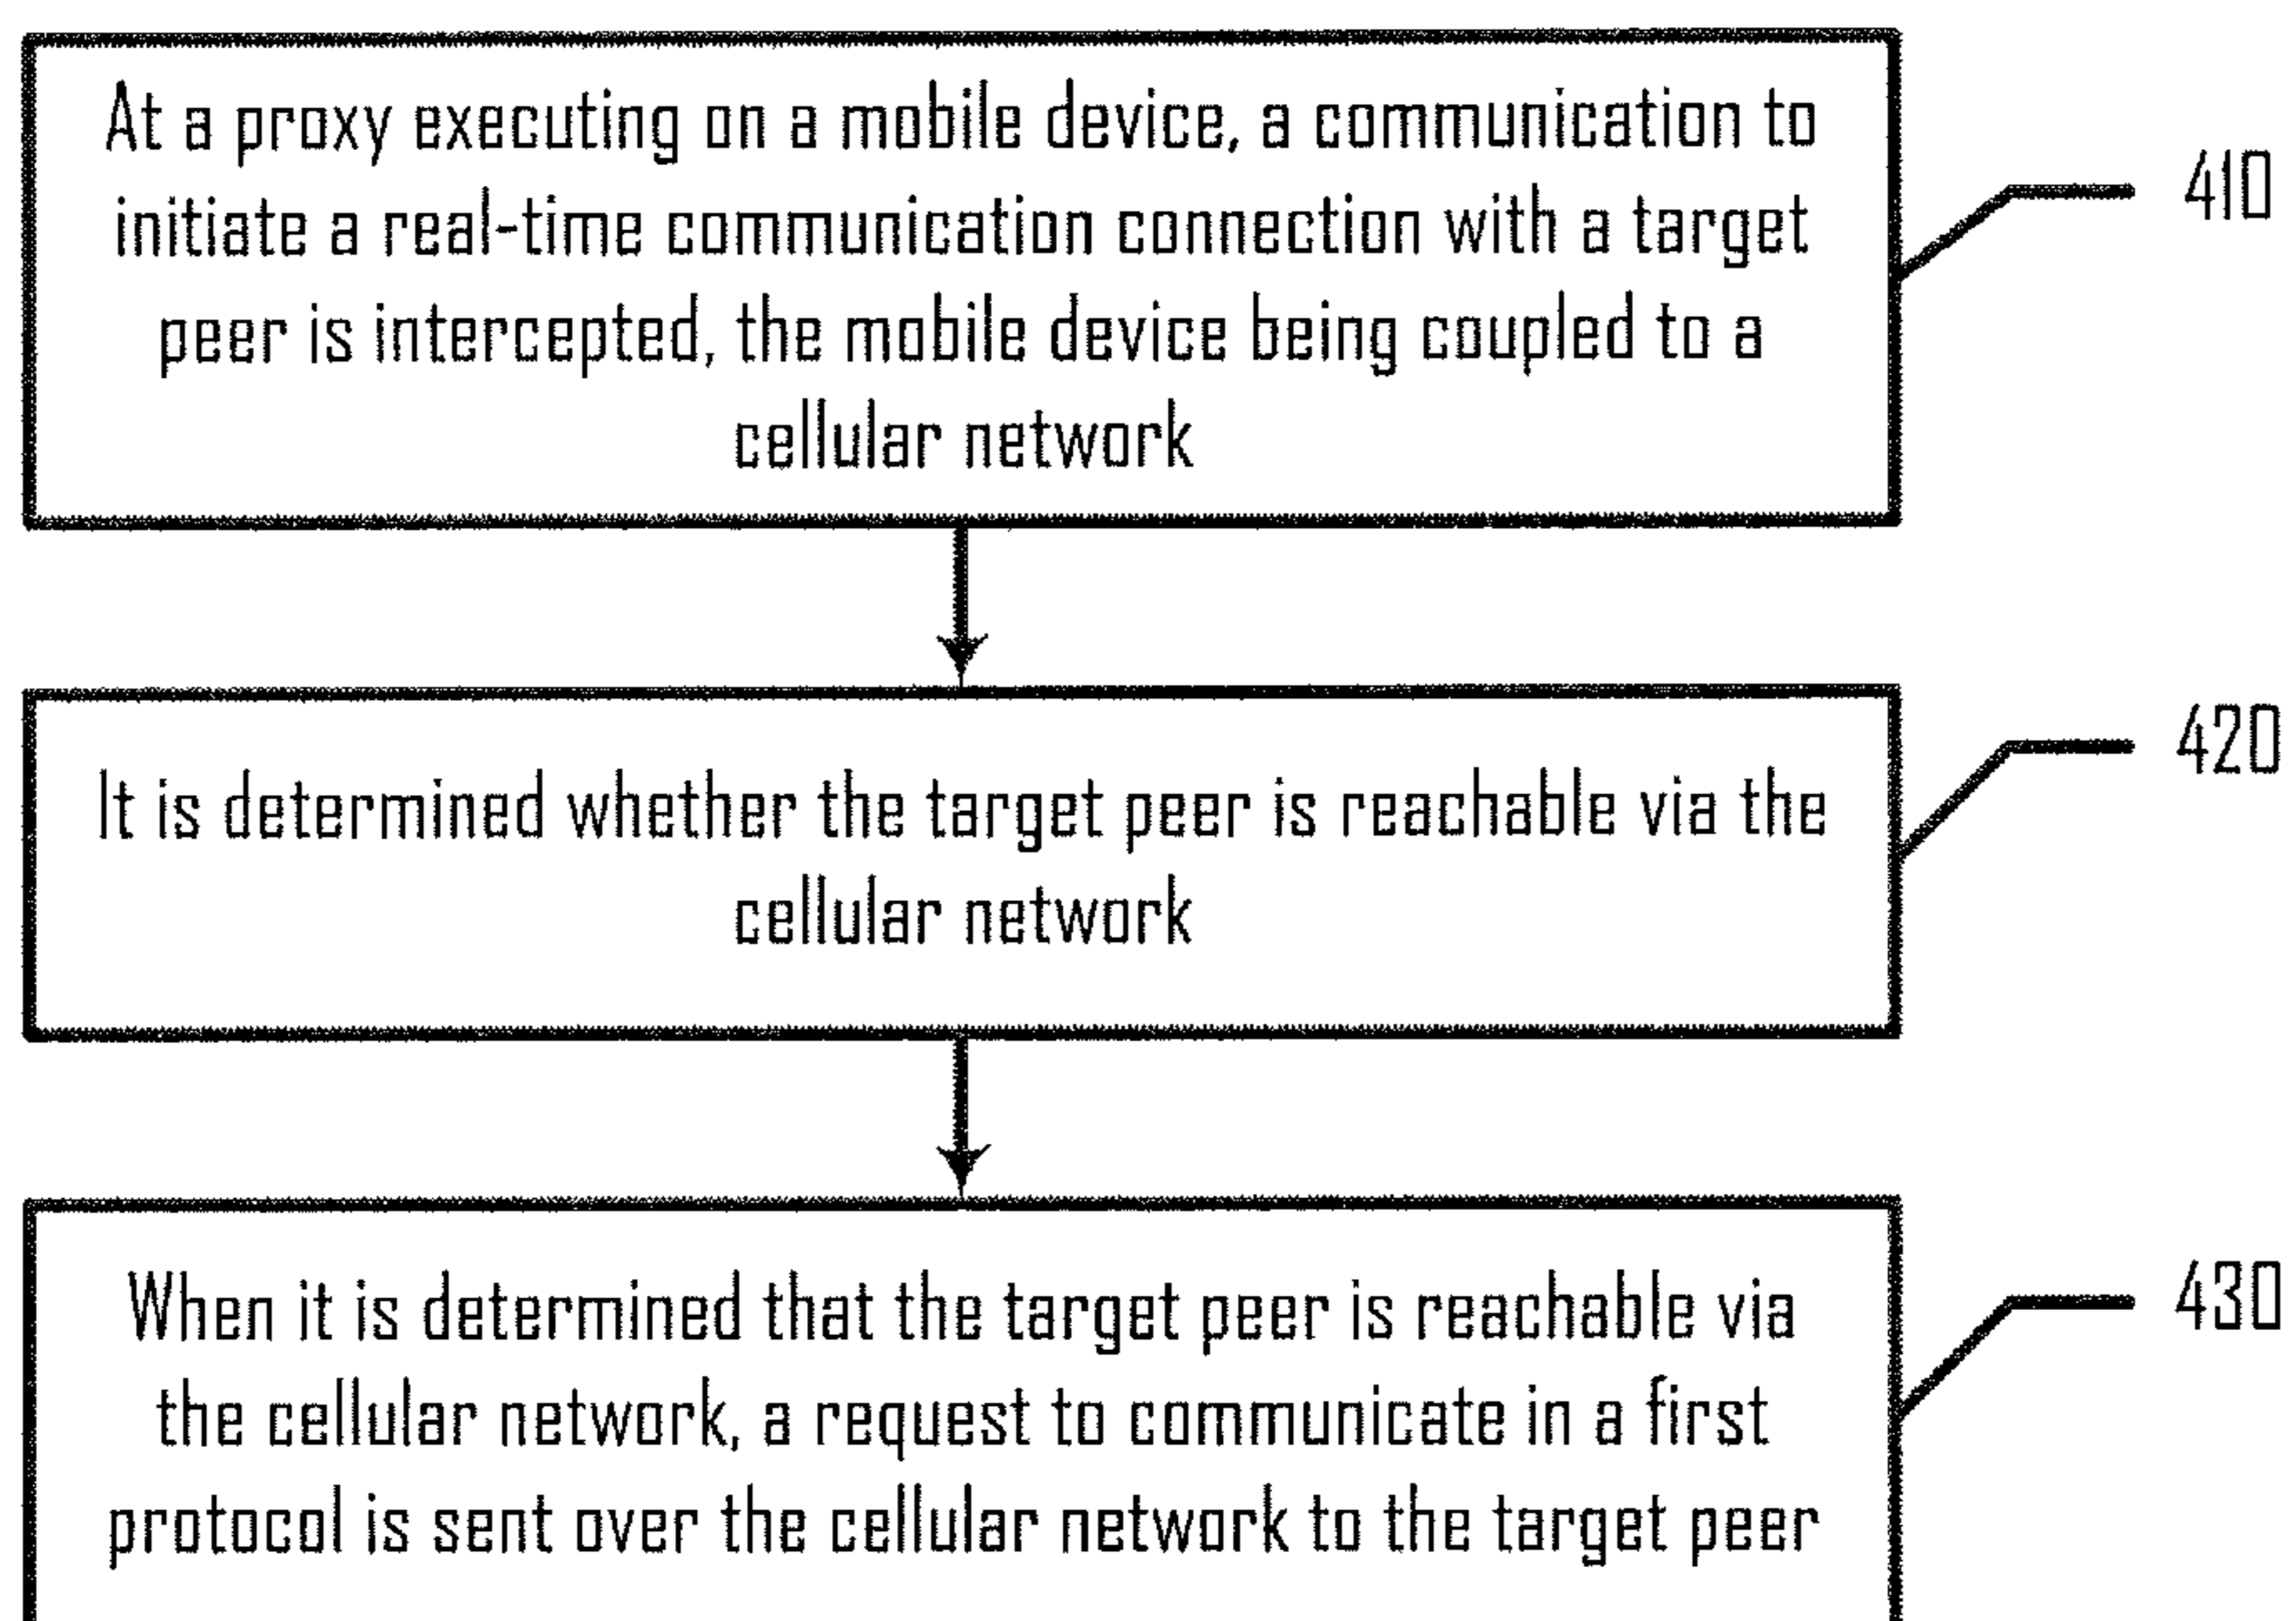 At a proxy executing on a mobile device, a communication to
initiate a real-time communication connection with a target
peer is intercepted, the mobile device being coupled to a
cellular network
410
It is determined whether the target peer is reachable via the
cellular network
420
When it is determined that the target peer is reachable via
the cellular network, a request to communicate in a first
protocol is sent over the cellular network to the target peer
430